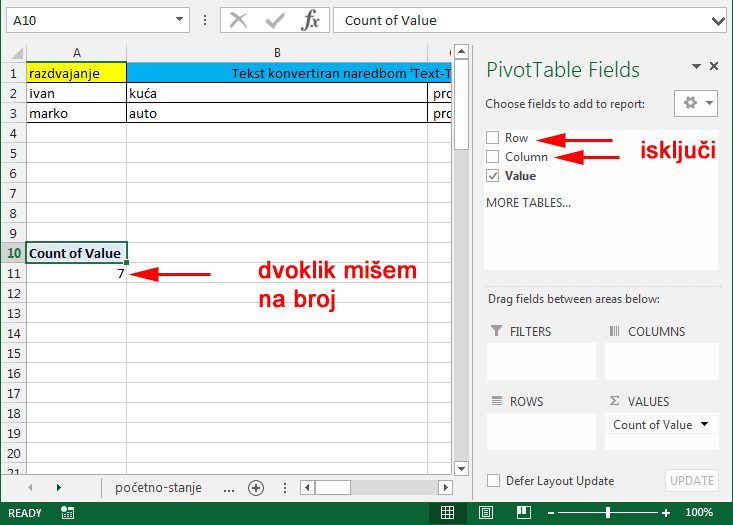 A10
fx
Count of Value
A
B
1
razdvajanje
Tekst konvertiran naredbom 'Text-T
2
ivan
kuća
pro
3
marko
auto
pro
4
5
6
7
8
9
10
Count of Value
11
7
dvoklik mišem
na broj
12
13
14
15
16
17
18
19
20
PivotTable Fields
Choose fields to add to report:
Row
isključi
Column
Value
MORE TABLES...
Drag fields between areas below:
FILTERS
COLUMNS
ROWS
Σ VALUES
Count of Value
Defer Layout Update
UPDATE
početno-stanje
...
READY
100%